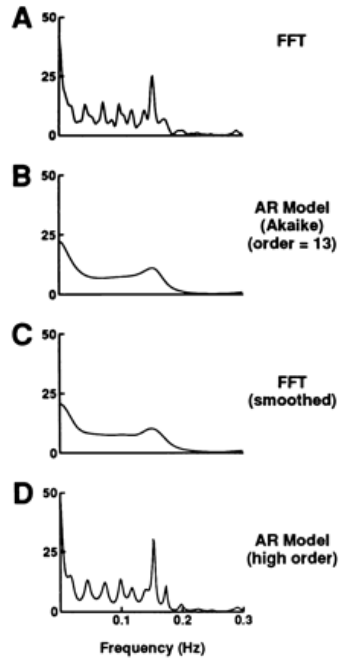 A
50
25
0
FFT
B
50
25
0
AR Model
(Akaike)
(order = 13)
C
50
25
0
FFT
(smoothed)
D
50
25
0
AR Model
(high order)
0.1 0.2 0.3
Frequency (Hz)